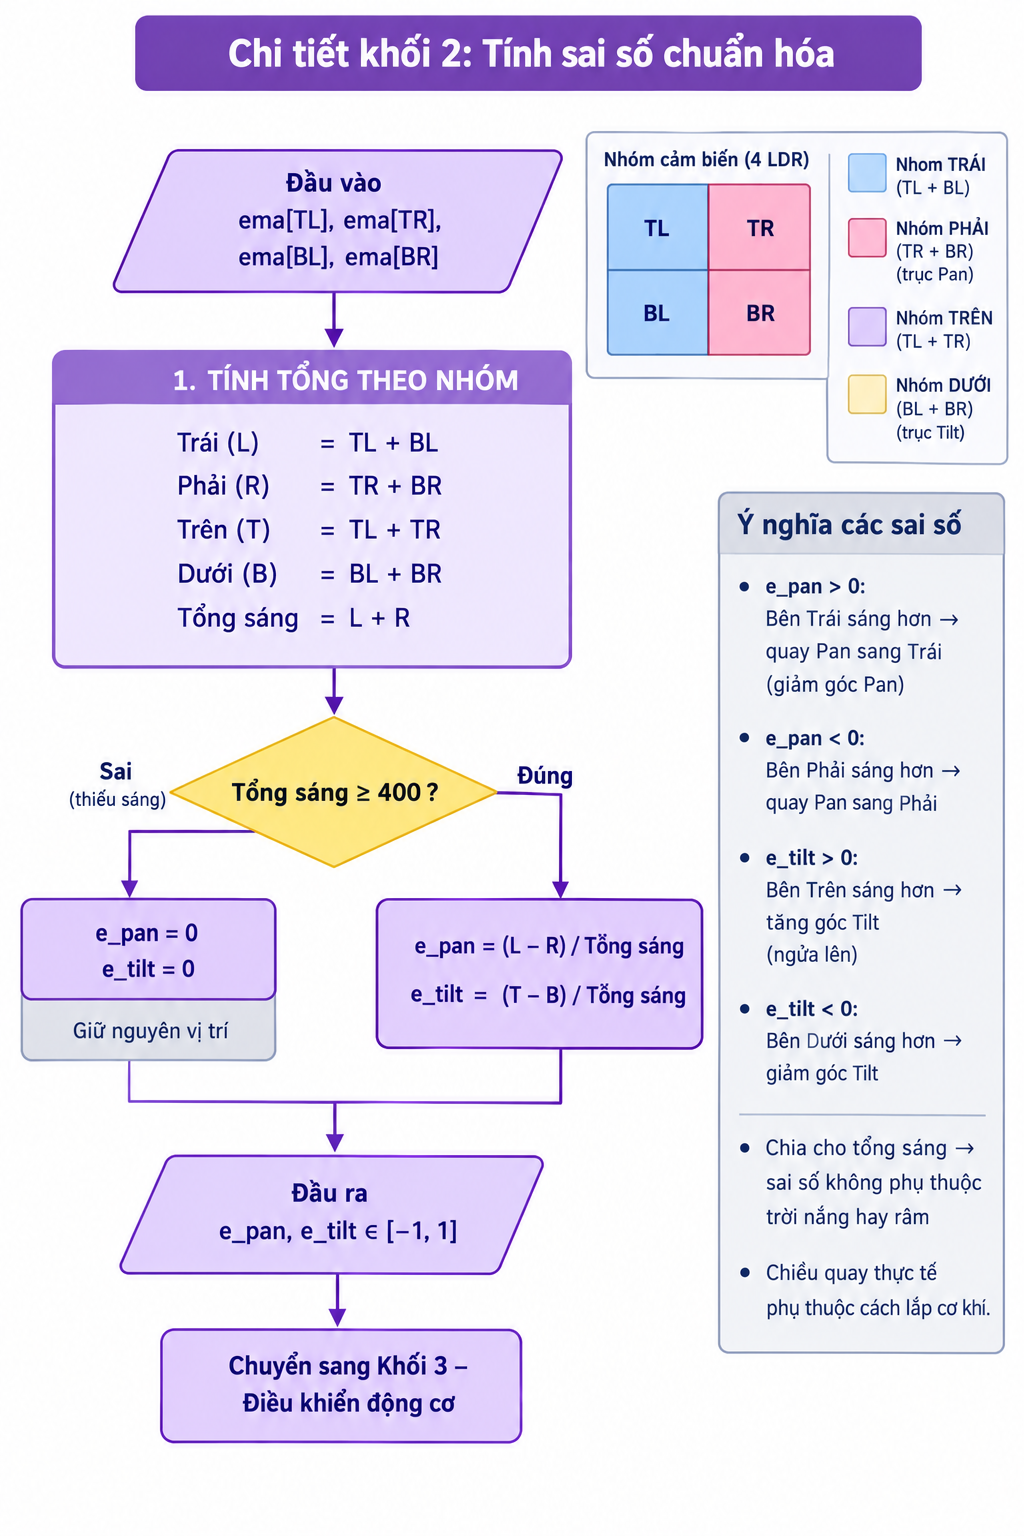 Chi tiết khối 2: Tính sai số chuẩn hóa
Đầu vào
ema[TL], ema[TR],
ema[BL], ema[BR]
Nhóm cảm biến (4 LDR)
TL
TR
BL
BR
Nhom TRÁI
(TL + BL)
Nhóm PHẢI
(TR + BR)
(trục Pan)
Nhóm TRÊN
(TL + TR)
Nhóm DƯỚI
(BL + BR)
(trục Tilt)
1. TÍNH TỔNG THEO NHÓM
Trái (L) = TL + BL
Phải (R) = TR + BR
Trên (T) = TL + TR
Dưới (B) = BL + BR
Tổng sáng = L + R
Tổng sáng ≥ 400 ?
Sai
(thiếu sáng)
Đúng
e_pan = 0
e_tilt = 0
Giữ nguyên vị trí
e_pan = (L – R) / Tổng sáng
e_tilt = (T – B) / Tổng sáng
Đầu ra
e_pan, e_tilt ∈ [−1, 1]
Chuyển sang Khối 3 –
Điều khiển động cơ
Ý nghĩa các sai số
• e_pan > 0:
Bên Trái sáng hơn →
quay Pan sang Trái
(giảm góc Pan)
• e_pan < 0:
Bên Phải sáng hơn →
quay Pan sang Phải
• e_tilt > 0:
Bên Trên sáng hơn →
tăng góc Tilt
(ngửa lên)
• e_tilt < 0:
Bên Dưới sáng hơn →
giảm góc Tilt
• Chia cho tổng sáng →
sai số không phụ thuộc
trời nắng hay râm
• Chiều quay thực tế
phụ thuộc cách lắp cơ khí.